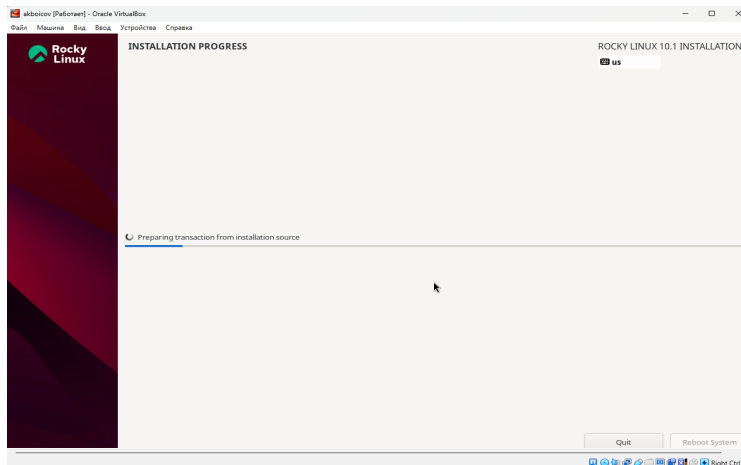 akboicov [Работает] - Oracle VirtualBox
Файл Машина Вид Ввод Устройства Справка
Rocky
Linux
INSTALLATION PROGRESS
ROCKY LINUX 10.1 INSTALLATION
us
Preparing transaction from installation source
Quit
Reboot System
Right Ctrl